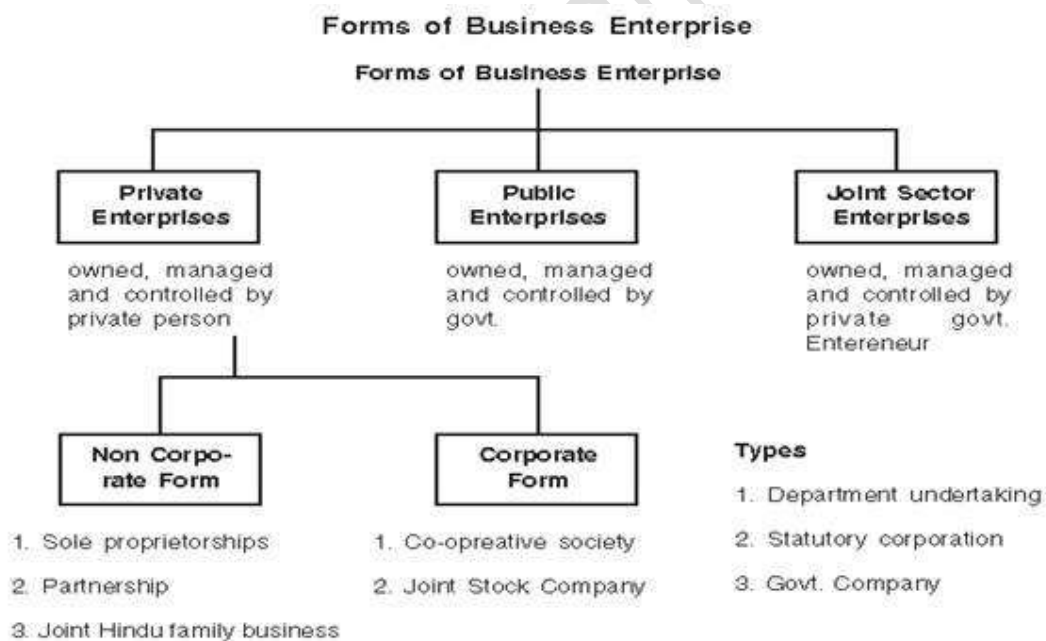 Forms of Business Enterprise
Forms of Business Enterprise
Private
Enterprises
owned, managed
and controlled by
private person
Public
Enterprises
owned, managed
and controlled by
govt.
Joint Sector
Enterprises
owned, managed
and controlled by
private govt.
Entereneur
Non Corpo-
rate Form
1. Sole proprietorships
2. Partnership
3. Joint Hindu family business
Corporate
Form
1. Co-opreative society
2. Joint Stock Company
Types
1. Department undertaking
2. Statutory corporation
3. Govt. Company